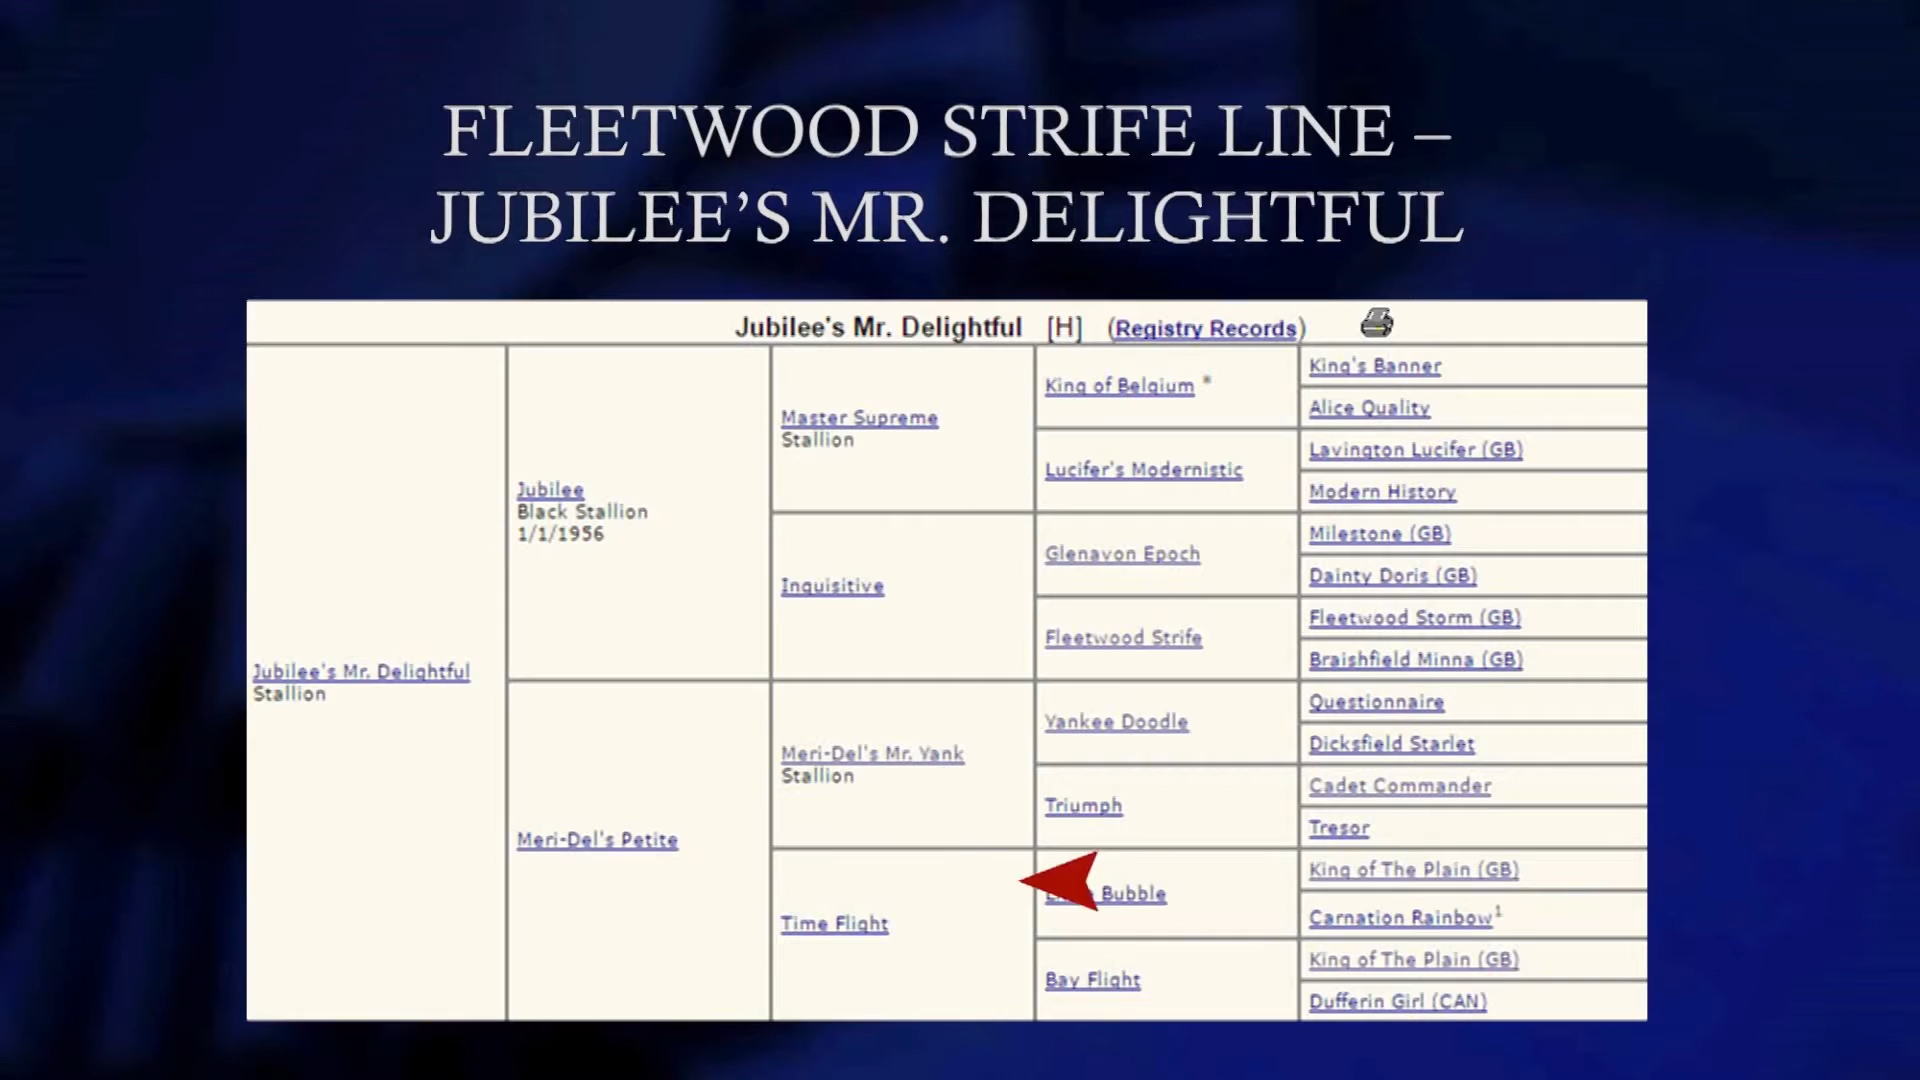 FLEETWOOD STRIFE LINE –
JUBILEE'S MR. DELIGHTFUL
Jubilee's Mr. Delightful [H] (Registry Records)
Jubilee's Mr. Delightful
Stallion
Jubilee
Black Stallion
1/1/1956
Meri-Del's Petite
Master Supreme
Stallion
Inquisitive
Meri-Del's Mr. Yank
Stallion
Time Flight
King of Belgium *
Lucifer's Modernistic
Glenavon Epoch
Fleetwood Strife
Yankee Doodle
Triumph
Bubble
Bay Flight
King's Banner
Alice Quality
Lavington Lucifer (GB)
Modern History
Milestone (GB)
Dainty Doris (GB)
Fleetwood Storm (GB)
Braishfield Minna (GB)
Questionnaire
Dicksfield Starlet
Cadet Commander
Tresor
King of The Plain (GB)
Carnation Rainbow1
King of The Plain (GB)
Dufferin Girl (CAN)